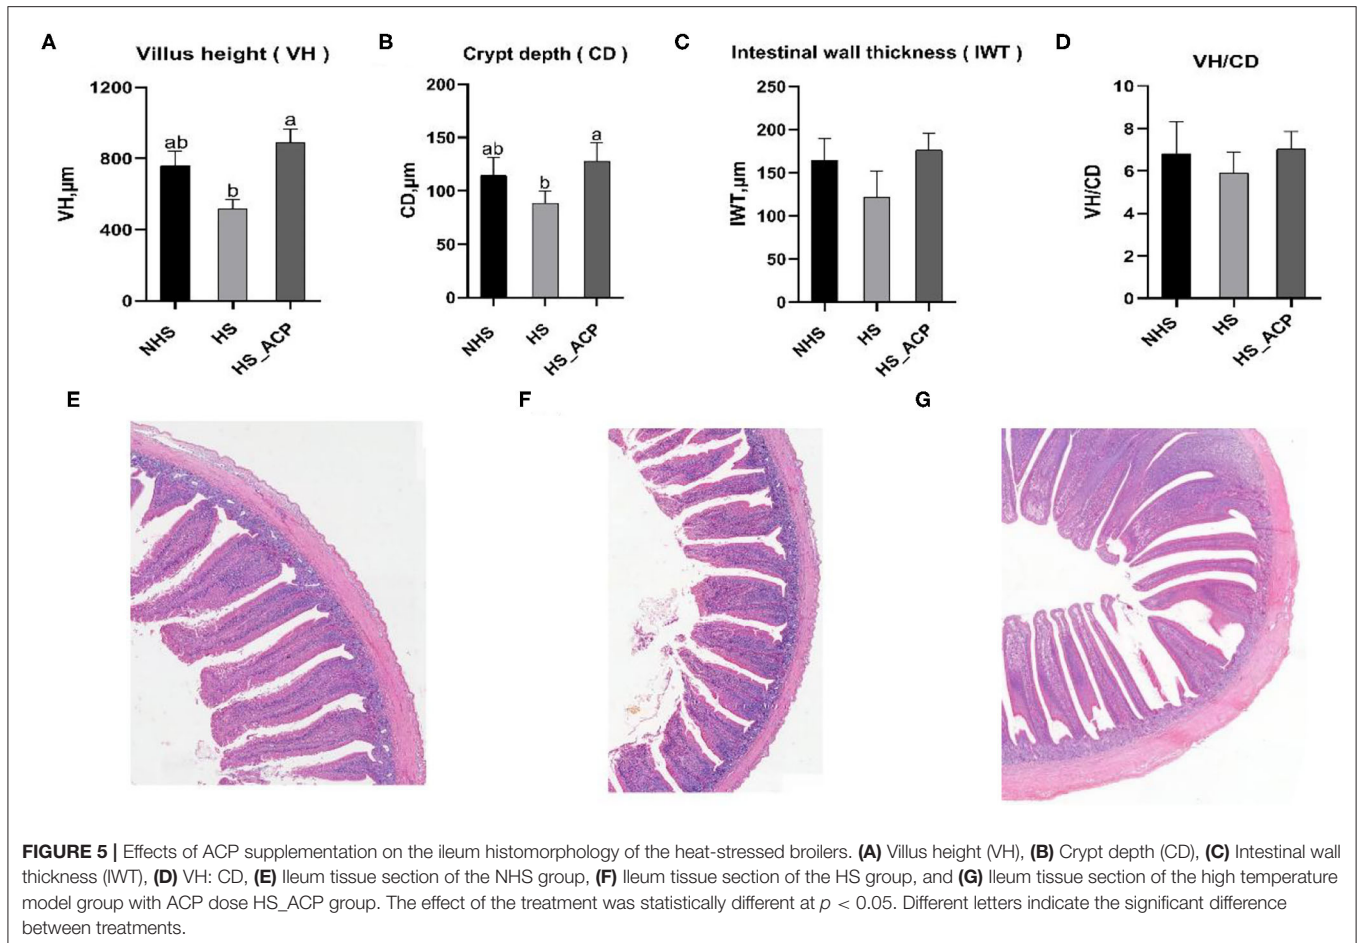 A
Villus height ( VH )
1200
800
400
0
VH,µm
ab
b
a
NHS
HS
HS_ACP
B
Crypt depth ( CD )
200
150
100
50
0
CD,µm
ab
b
a
NHS
HS
HS_ACP
C
Intestinal wall thickness ( IWT )
250
200
150
100
50
0
IWT,µm
NHS
HS
HS_ACP
D
VH/CD
10
8
6
4
2
0
VH/CD
NHS
HS
HS_ACP
E
F
G
FIGURE 5 | Effects of ACP supplementation on the ileum histomorphology of the heat-stressed broilers. (A) Villus height (VH), (B) Crypt depth (CD), (C) Intestinal wall
thickness (IWT), (D) VH: CD, (E) Ileum tissue section of the NHS group, (F) Ileum tissue section of the HS group, and (G) Ileum tissue section of the high temperature
model group with ACP dose HS_ACP group. The effect of the treatment was statistically different at p < 0.05. Different letters indicate the significant difference
between treatments.